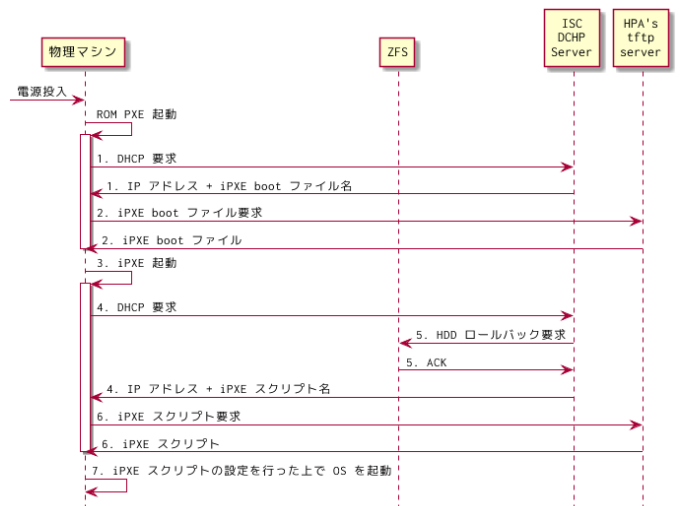 物理マシン
ZFS
ISC
DCHP
Server
HPA's
tftp
server
電源投入
ROM PXE 起動
1. DHCP 要求
1. IP アドレス + iPXE boot ファイル名
2. iPXE boot ファイル要求
2. iPXE boot ファイル
3. iPXE 起動
4. DHCP 要求
5. HDD ロールバック要求
5. ACK
4. IP アドレス + iPXE スクリプト名
6. iPXE スクリプト要求
6. iPXE スクリプト
7. iPXE スクリプトの設定を行った上で OS を起動